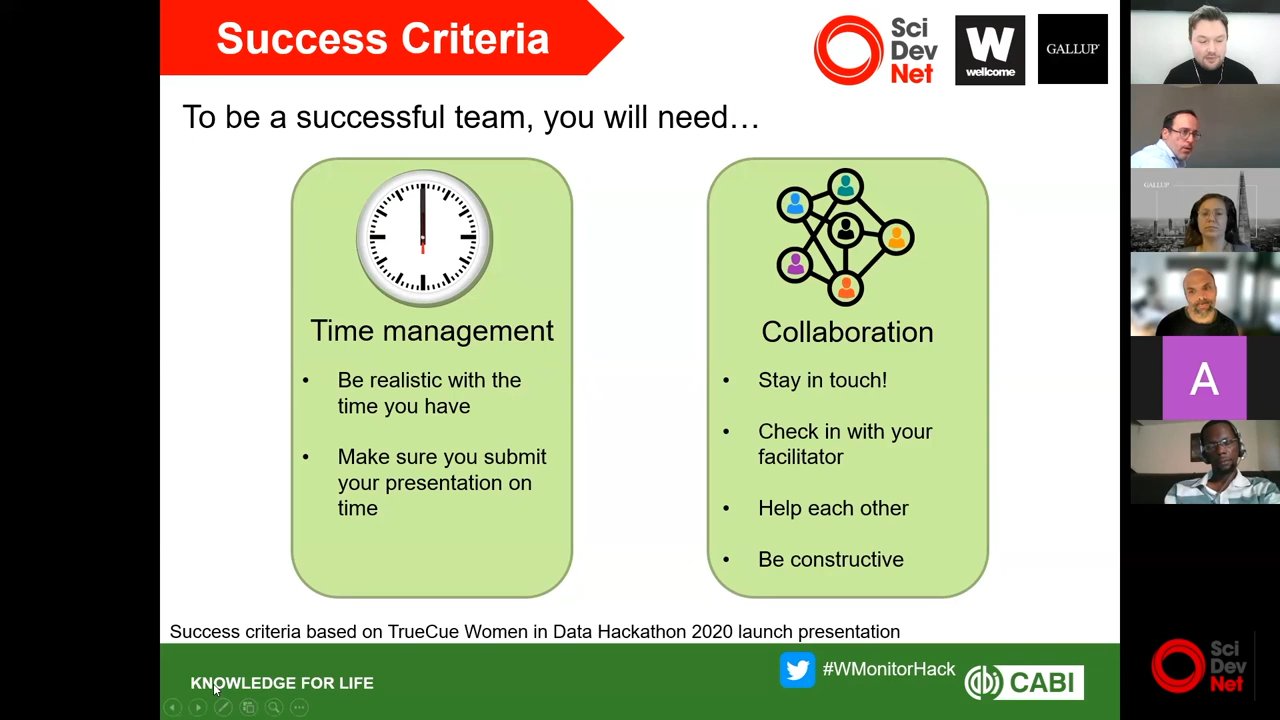 Success Criteria
Sci
Dev
Net
W
wellcome
GALLUP
To be a successful team, you will need…
Time management
• Be realistic with the
time you have
• Make sure you submit
your presentation on
time
Collaboration
• Stay in touch!
• Check in with your
facilitator
• Help each other
• Be constructive
Success criteria based on TrueCue Women in Data Hackathon 2020 launch presentation
KNOWLEDGE FOR LIFE
#WMonitorHack
CABI
GALLUP
A
Sci
Dev
Net